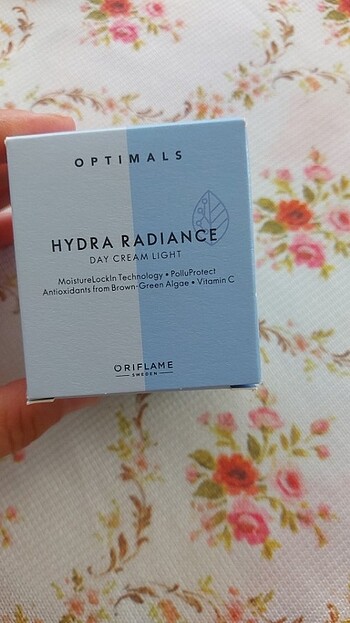 OPTIMALS
HYDRA RADIANCE
DAY CREAM LIGHT
MoistureLockIn Technology • PolluProtect
Antioxidants from Brown-Green Algae • Vitamin C
ORIFLAME
SWEDEN